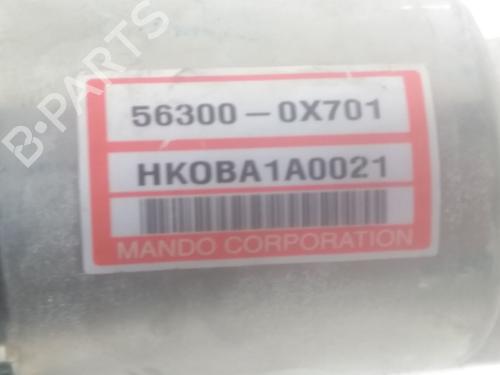 B-PARTS
56300-0X701
HKOBA1A0021
MANDO CORPORATION